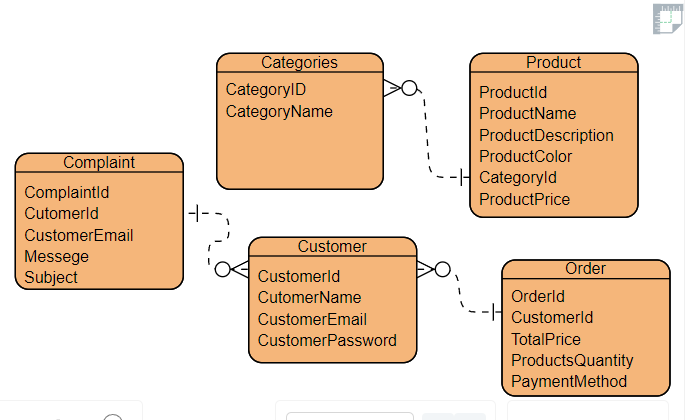 Categories
CategoryID
CategoryName
Product
ProductId
ProductName
ProductDescription
ProductColor
CategoryId
ProductPrice
Complaint
ComplaintId
CutomerId
CustomerEmail
Messege
Subject
Customer
CustomerId
CutomerName
CustomerEmail
CustomerPassword
Order
OrderId
CustomerId
TotalPrice
ProductsQuantity
PaymentMethod